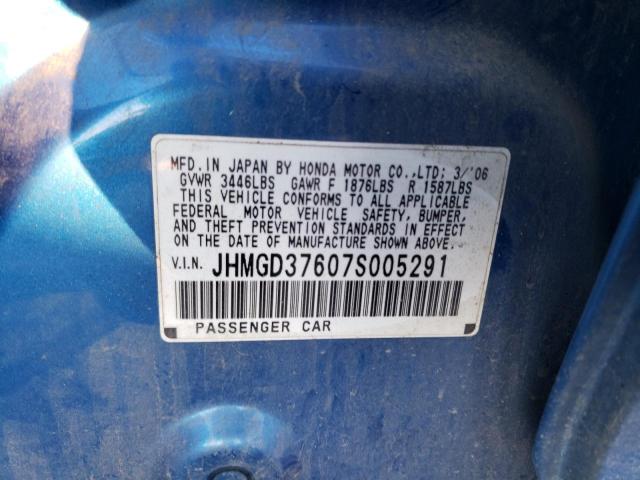 MFD.IN JAPAN BY HONDA MOTOR CO.,LTD: 3/'06
GVWR 3446LBS GAWR F 1876LBS R 1587LBS
THIS VEHICLE CONFORMS TO ALL APPLICABLE
FEDERAL MOTOR VEHICLE SAFETY, BUMPER,
AND THEFT PREVENTION STANDARDS IN EFFECT
ON THE DATE OF MANUFACTURE SHOWN ABOVE.
V.I.N. JHMGD37607S005291
PASSENGER CAR